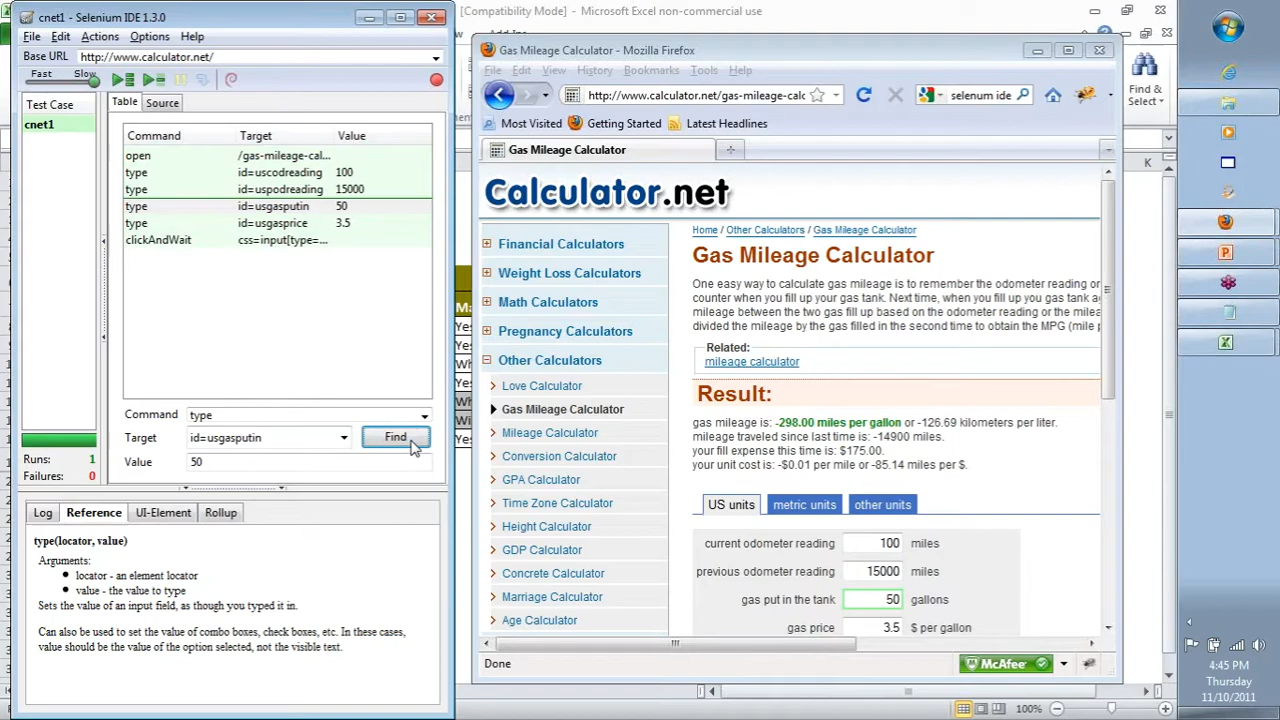 cnet1 - Selenium IDE 1.3.0
File Edit Actions Options Help
Base URL http://www.calculator.net/
Fast Slow
Test Case
cnet1
Table Source
Command Target Value
open /gas-mileage-cal...
type id=uscodreading 100
type id=uspodreading 15000
type id=usgasputin 50
type id=usgasprice 3.5
clickAndWait css=input[type=...
Command type
Target id=usgasputin Find
Value 50
Runs: 1
Failures: 0
Log Reference UI-Element Rollup
type(locator, value)
Arguments:
locator - an element locator
value - the value to type
Sets the value of an input field, as though you typed it in.
Can also be used to set the value of combo boxes, check boxes, etc. In these cases,
value should be the value of the option selected, not the visible text.
[Compatibility Mode] - Microsoft Excel non-commercial use
Gas Mileage Calculator - Mozilla Firefox
File Edit View History Bookmarks Tools Help
http://www.calculator.net/gas-mileage-calc
selenium ide
Most Visited Getting Started Latest Headlines
Gas Mileage Calculator
Calculator.net
Financial Calculators
Weight Loss Calculators
Math Calculators
Pregnancy Calculators
Other Calculators
Love Calculator
Gas Mileage Calculator
Mileage Calculator
Conversion Calculator
GPA Calculator
Time Zone Calculator
Height Calculator
GDP Calculator
Concrete Calculator
Marriage Calculator
Age Calculator
Home / Other Calculators / Gas Mileage Calculator
Gas Mileage Calculator
One easy way to calculate gas mileage is to remember the odometer reading or
counter when you fill up your gas tank. Next time, when you fill up you gas tank a
mileage between the two gas fill up based on the odometer reading or the milea
divided the mileage by the gas filled in the second time to obtain the MPG (mile p
Related:
mileage calculator
Result:
gas mileage is: -298.00 miles per gallon or -126.69 kilometers per liter.
mileage traveled since last time is: -14900 miles.
your fill expense this time is: $175.00.
your unit cost is: -$0.01 per mile or -85.14 miles per $.
US units metric units other units
current odometer reading 100 miles
previous odometer reading 15000 miles
gas put in the tank 50 gallons
gas price 3.5 $ per gallon
Done
McAfee
Find &
Select
K
100%
4:45 PM
Thursday
11/10/2011